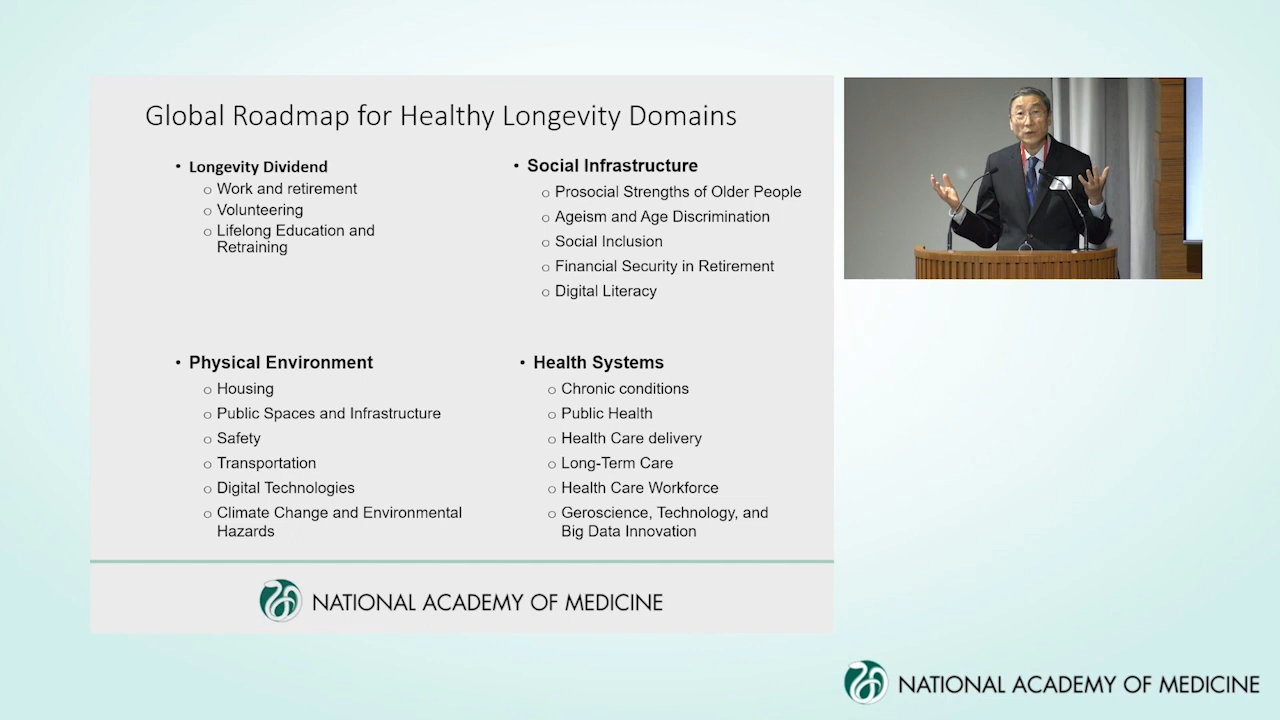 Global Roadmap for Healthy Longevity Domains
• Longevity Dividend
o Work and retirement
o Volunteering
o Lifelong Education and
Retraining
• Social Infrastructure
o Prosocial Strengths of Older People
o Ageism and Age Discrimination
o Social Inclusion
o Financial Security in Retirement
o Digital Literacy
• Physical Environment
o Housing
o Public Spaces and Infrastructure
o Safety
o Transportation
o Digital Technologies
o Climate Change and Environmental
Hazards
• Health Systems
o Chronic conditions
o Public Health
o Health Care delivery
o Long-Term Care
o Health Care Workforce
o Geroscience, Technology, and
Big Data Innovation
NATIONAL ACADEMY OF MEDICINE
NATIONAL ACADEMY OF MEDICINE